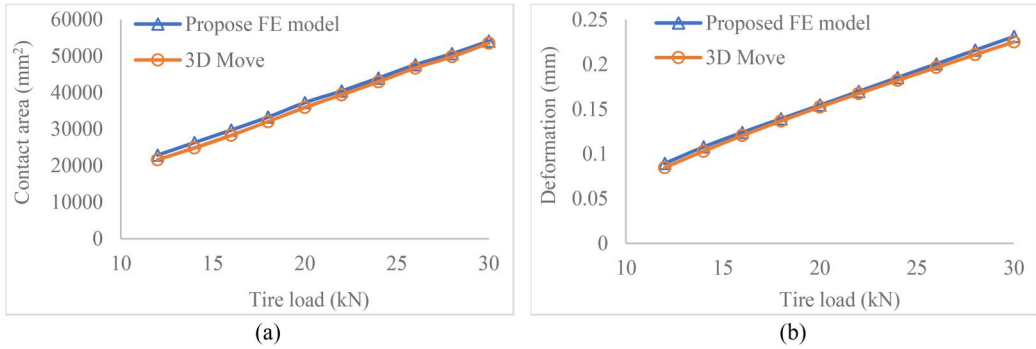 60000
50000
40000
30000
20000
10000
0
Contact area (mm²)
Propose FE model
3D Move
10 15 20 25 30
Tire load (kN)
(a)
0.25
0.2
0.15
0.1
0.05
0
Deformation (mm)
Proposed FE model
3D Move
10 15 20 25 30
Tire load (kN)
(b)